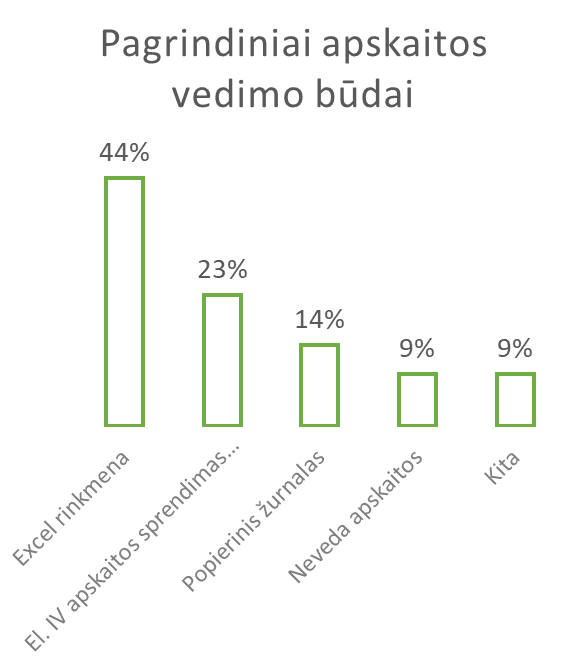 Pagrindiniai apskaitos
vedimo būdai
44%
23%
14%
9%
9%
Excel rinkmena
El. IV apskaitos sprendimas...
Popierinis žurnalas
Neveda apskaitos
Kita